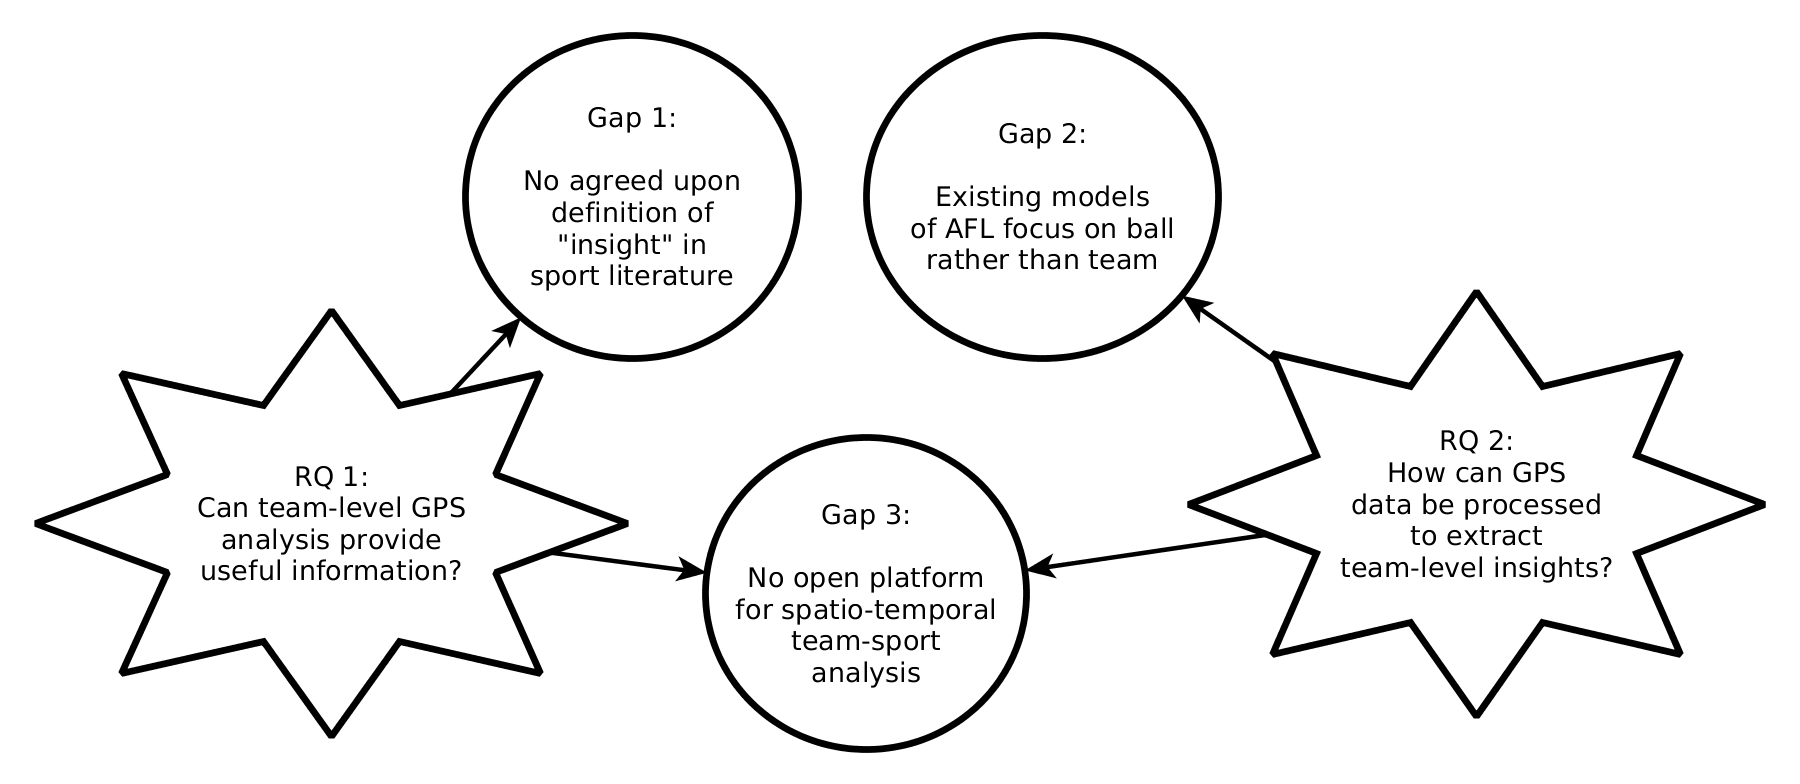 Gap 1:
No agreed upon
definition of
"insight" in
sport literature
Gap 2:
Existing models
of AFL focus on ball
rather than team
RQ 1:
Can team-level GPS
analysis provide
useful information?
Gap 3:
No open platform
for spatio-temporal
team-sport
analysis
RQ 2:
How can GPS
data be processed
to extract
team-level insights?